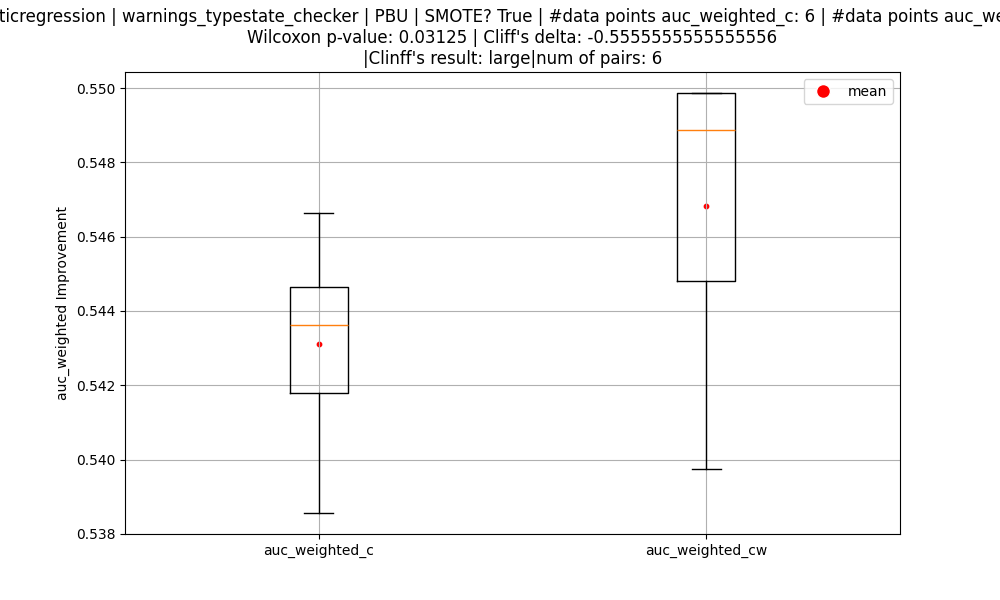 ticregression | warnings_typestate_checker | PBU | SMOTE? True | #data points auc_weighted_c: 6 | #data points auc_we
Wilcoxon p-value: 0.03125 | Cliff's delta: -0.5555555555555556
|Clinff's result: large|num of pairs: 6
mean
0.550
0.548
0.546
0.544
0.542
0.540
0.538
auc_weighted Improvement
auc_weighted_c
auc_weighted_cw